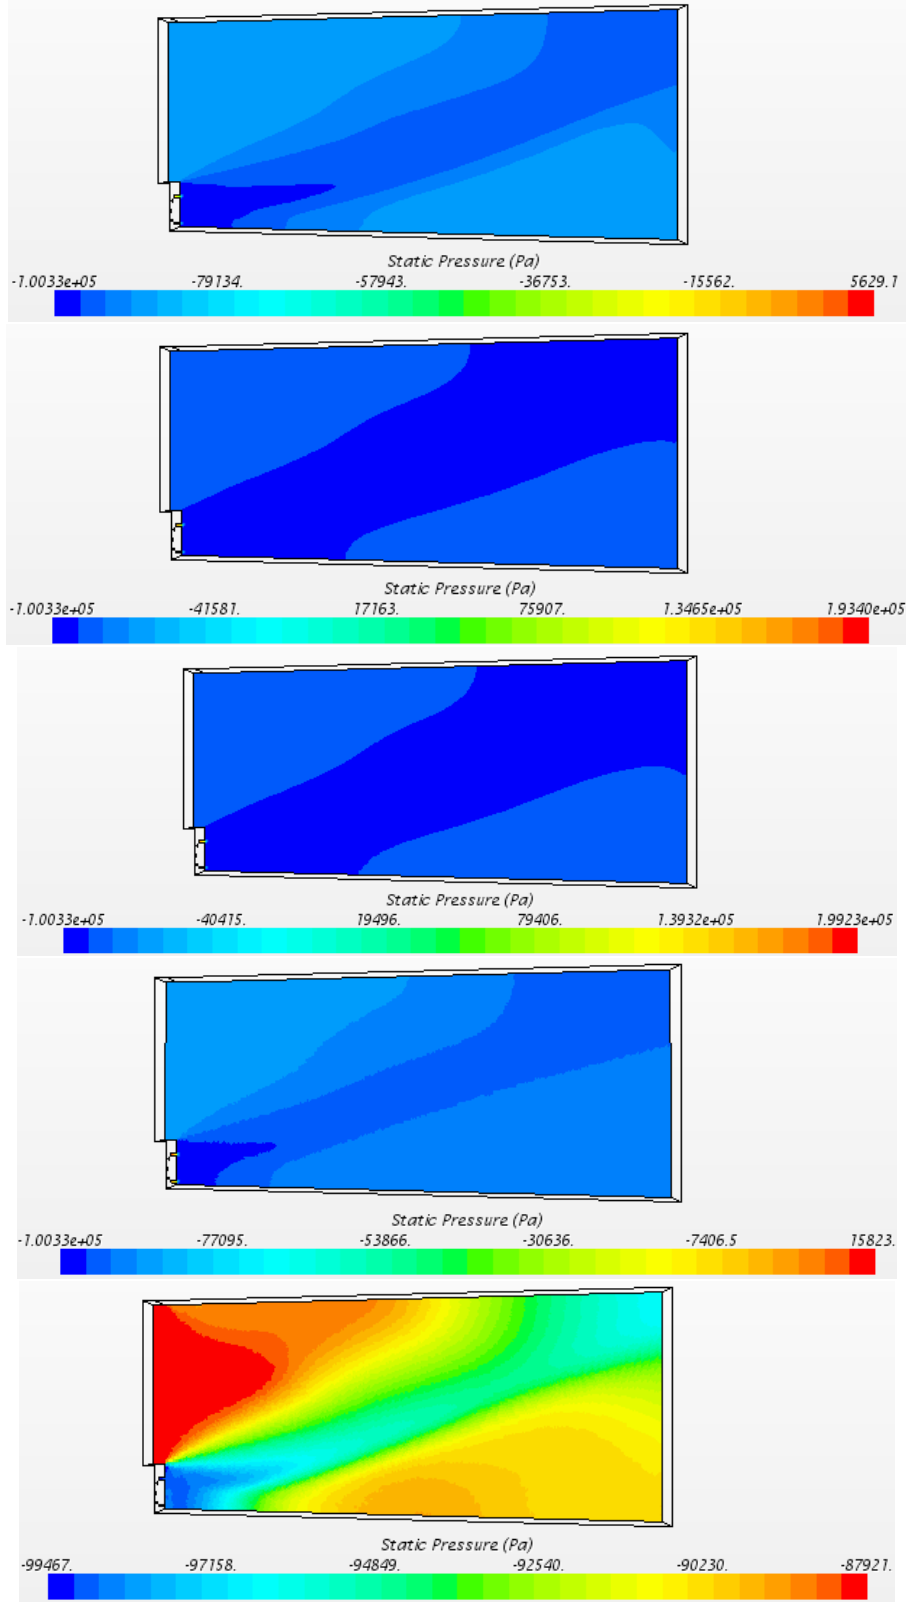 Static Pressure (Pa)
-1.0033e+05 -79134. -57943. -36753. -15562. 5629.1
Static Pressure (Pa)
-1.0033e+05 -41581. 17163. 75907. 1.3465e+05 1.9340e+05
Static Pressure (Pa)
-1.0033e+05 -40415. 19496. 79406. 1.3932e+05 1.9923e+05
Static Pressure (Pa)
-1.0033e+05 -77095. -53866. -30636. -7406.5 15823.
Static Pressure (Pa)
-99467. -97158. -94849. -92540. -90230. -87921.